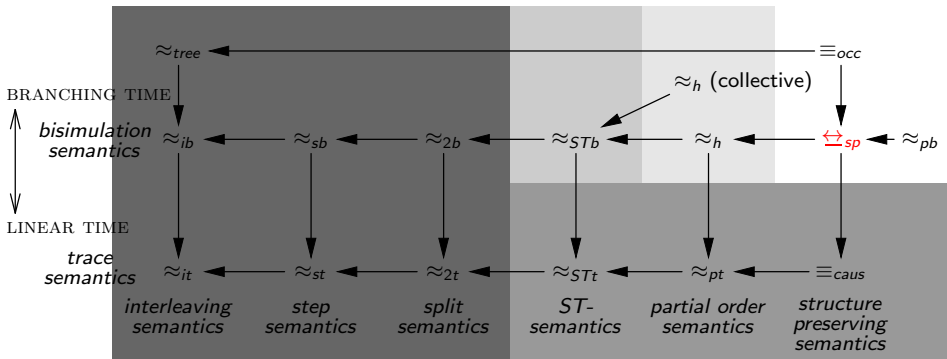 ≈tree ≡occ
≈h (collective)
BRANCHING TIME
bisimulation
semantics
≈ib ≈sb ≈2b ≈STb ≈h ↔sp ≈pb
LINEAR TIME
trace
semantics
≈it ≈st ≈2t ≈STt ≈pt ≡caus
interleaving
semantics
step
semantics
split
semantics
ST-
semantics
partial order
semantics
structure
preserving
semantics